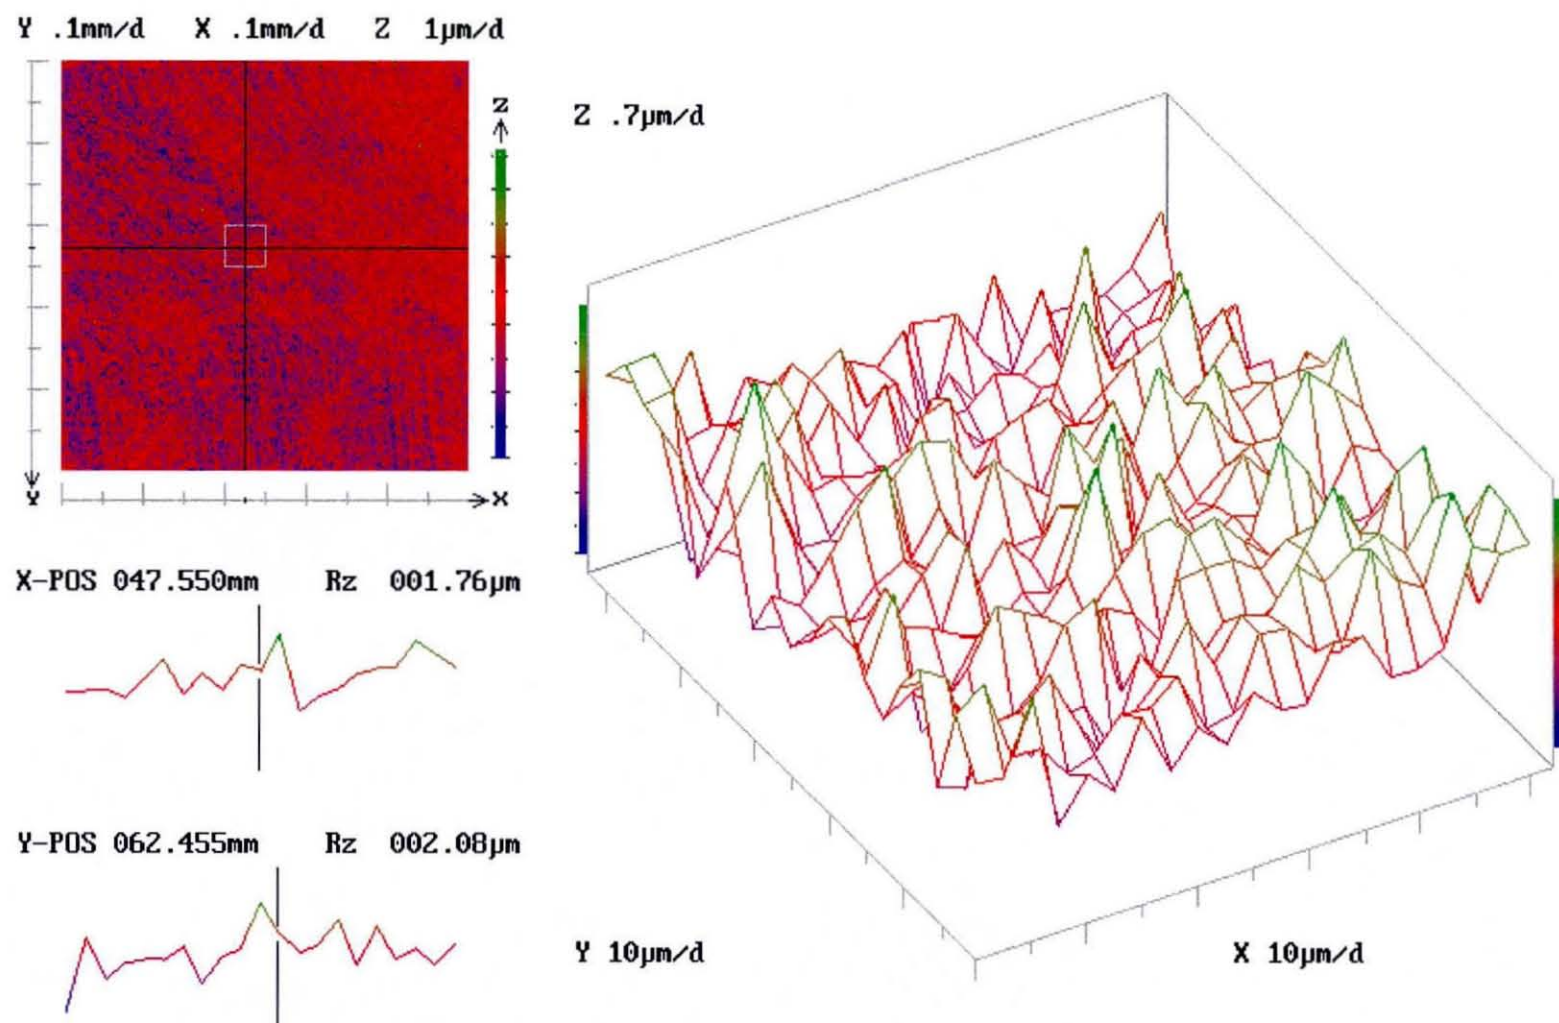 Y .1mm/d X .1mm/d Z 1µm/d
Z
Y
X
X-POS 047.550mm Rz 001.76µm
Y-POS 062.455mm Rz 002.08µm
Z .7µm/d
Y 10µm/d
X 10µm/d